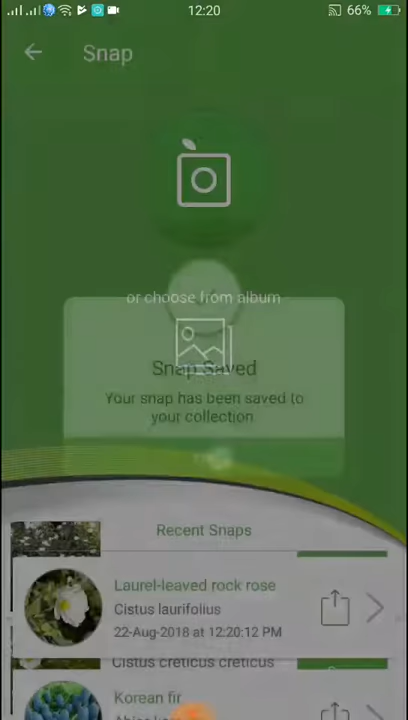 12:20
66%
Snap
or choose from album
Snap Saved
Your snap has been saved to
your collection
Recent Snaps
Laurel-leaved rock rose
Cistus laurifolius
22-Aug-2018 at 12:20:12 PM
Cistus creticus creticus
Korean fir